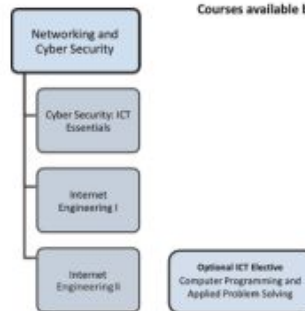 Courses available
Networking and
Cyber Security
Cyber Security: ICT
Essentials
Internet
Engineering I
Internet
Engineering II
Optional ICT Elective
Computer Programming and
Applied Problem Solving